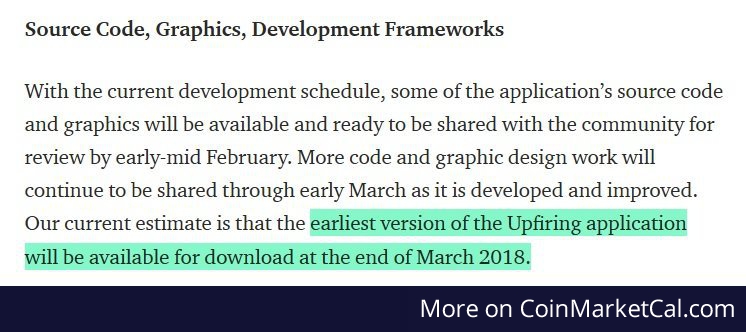 Source Code, Graphics, Development Frameworks
With the current development schedule, some of the application’s source code
and graphics will be available and ready to be shared with the community for
review by early-mid February. More code and graphic design work will
continue to be shared through early March as it is developed and improved.
Our current estimate is that the earliest version of the Upfiring application
will be available for download at the end of March 2018.
More on CoinMarketCal.com